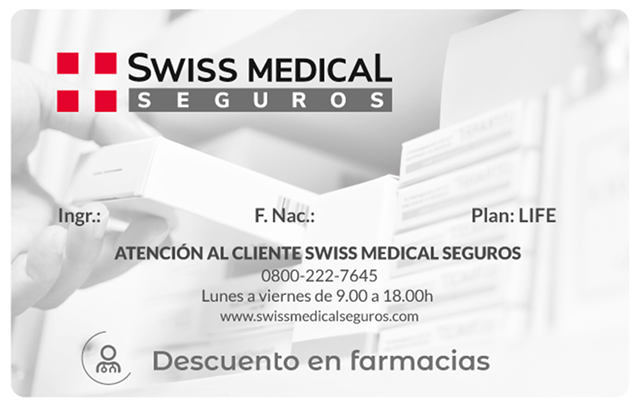 SWISS MEDICAL
SEGUROS
Ingr.: F. Nac.: Plan: LIFE
ATENCIÓN AL CLIENTE SWISS MEDICAL SEGUROS
0800-222-7645
Lunes a viernes de 9.00 a 18.00h
www.swissmedicalseguros.com
Descuento en farmacias